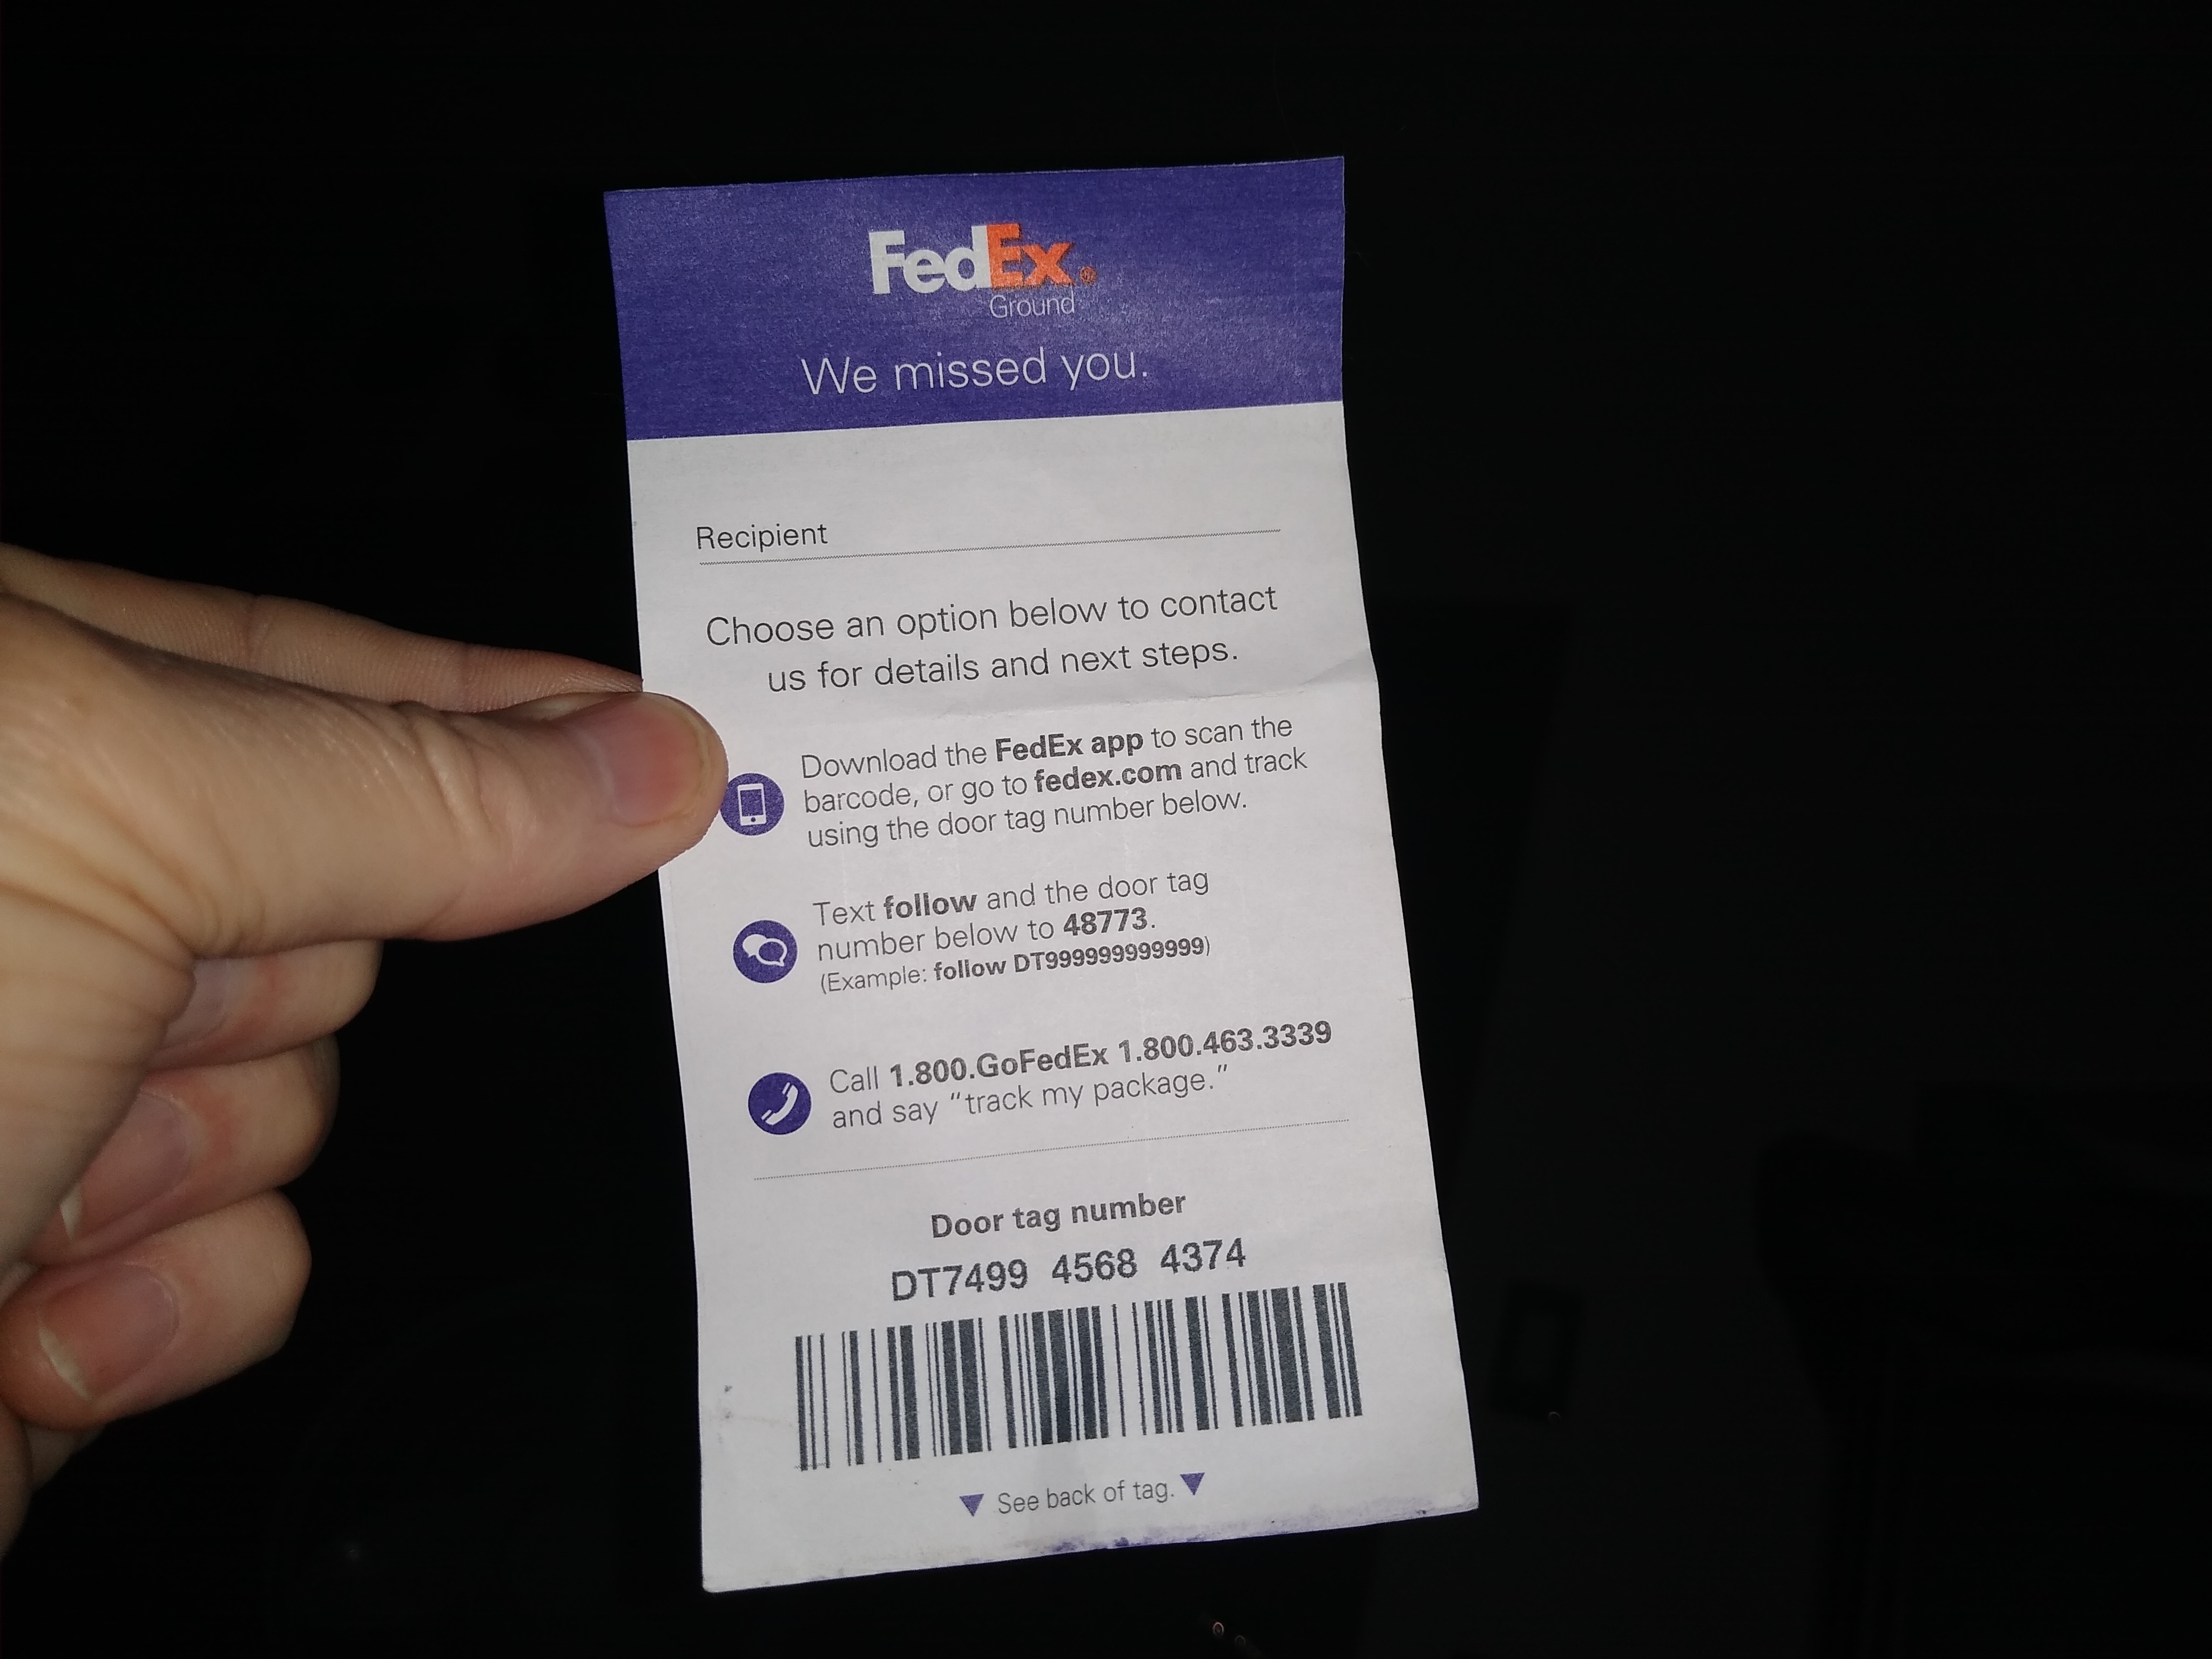 FedEx®
Ground
We missed you.
Recipient
Choose an option below to contact
us for details and next steps.
Download the FedEx app to scan the
barcode, or go to fedex.com and track
using the door tag number below.
Text follow and the door tag
number below to 48773.
(Example: follow DT999999999999)
Call 1.800.GoFedEx 1.800.463.3339
and say “track my package.”
Door tag number
DT7499 4568 4374
▼ See back of tag. ▼